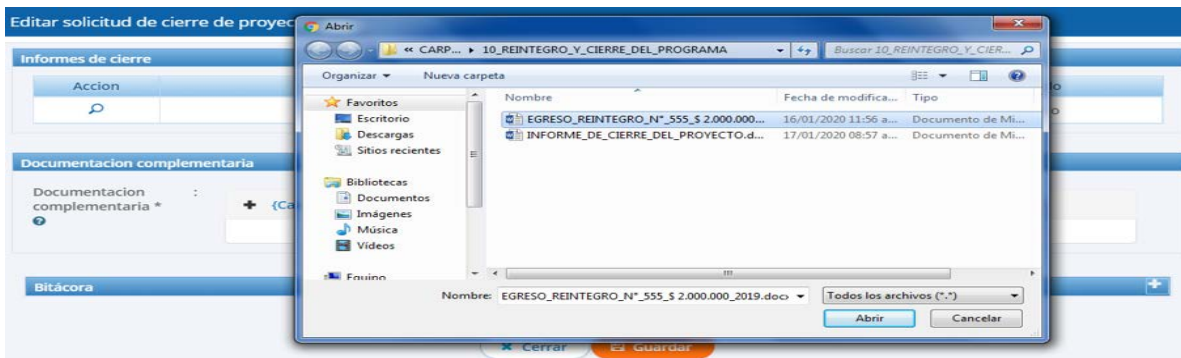 Editar solicitud de cierre de proyec
Abrir
« CARP... ▸ 10_REINTEGRO_Y_CIERRE_DEL_PROGRAMA
Buscar 10_REINTEGRO_Y_CIER...
Informes de cierre
Organizar
Nueva carpeta
Accion
Favoritos
Escritorio
Descargas
Sitios recientes
Bibliotecas
Documentos
Imágenes
Música
Vídeos
Equipo
Nombre
Fecha de modifica...
Tipo
EGRESO_REINTEGRO_N°_555_$ 2.000.000...
16/01/2020 11:56 a...
Documento de Mi...
INFORME_DE_CIERRE_DEL_PROYECTO.d...
17/01/2020 08:57 a...
Documento de Mi...
Documentacion complementaria
Documentacion :
complementaria *
+ {Ca
Bitácora
Nombre: EGRESO_REINTEGRO_N°_555_$ 2.000.000_2019.docx
Todos los archivos (*.*)
Abrir
Cancelar
Cerrar
Guardar